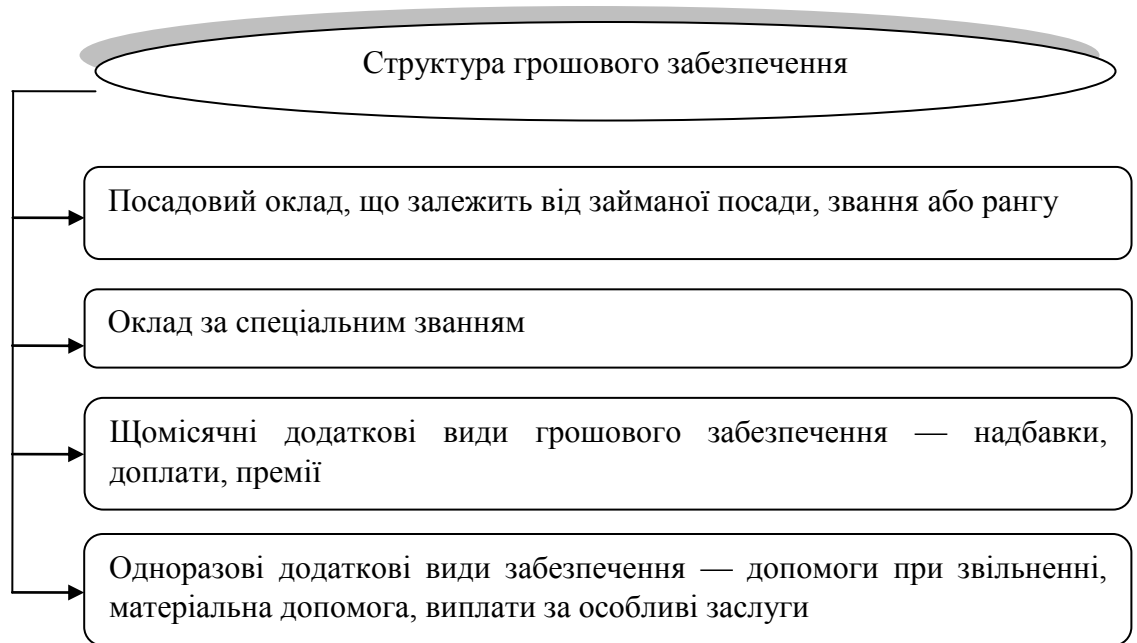 Структура грошового забезпечення
Посадовий оклад, що залежить від займаної посади, звання або рангу
Оклад за спеціальним званням
Щомісячні додаткові види грошового забезпечення — надбавки,
доплати, премії
Одноразові додаткові види забезпечення — допомоги при звільненні,
матеріальна допомога, виплати за особливі заслуги